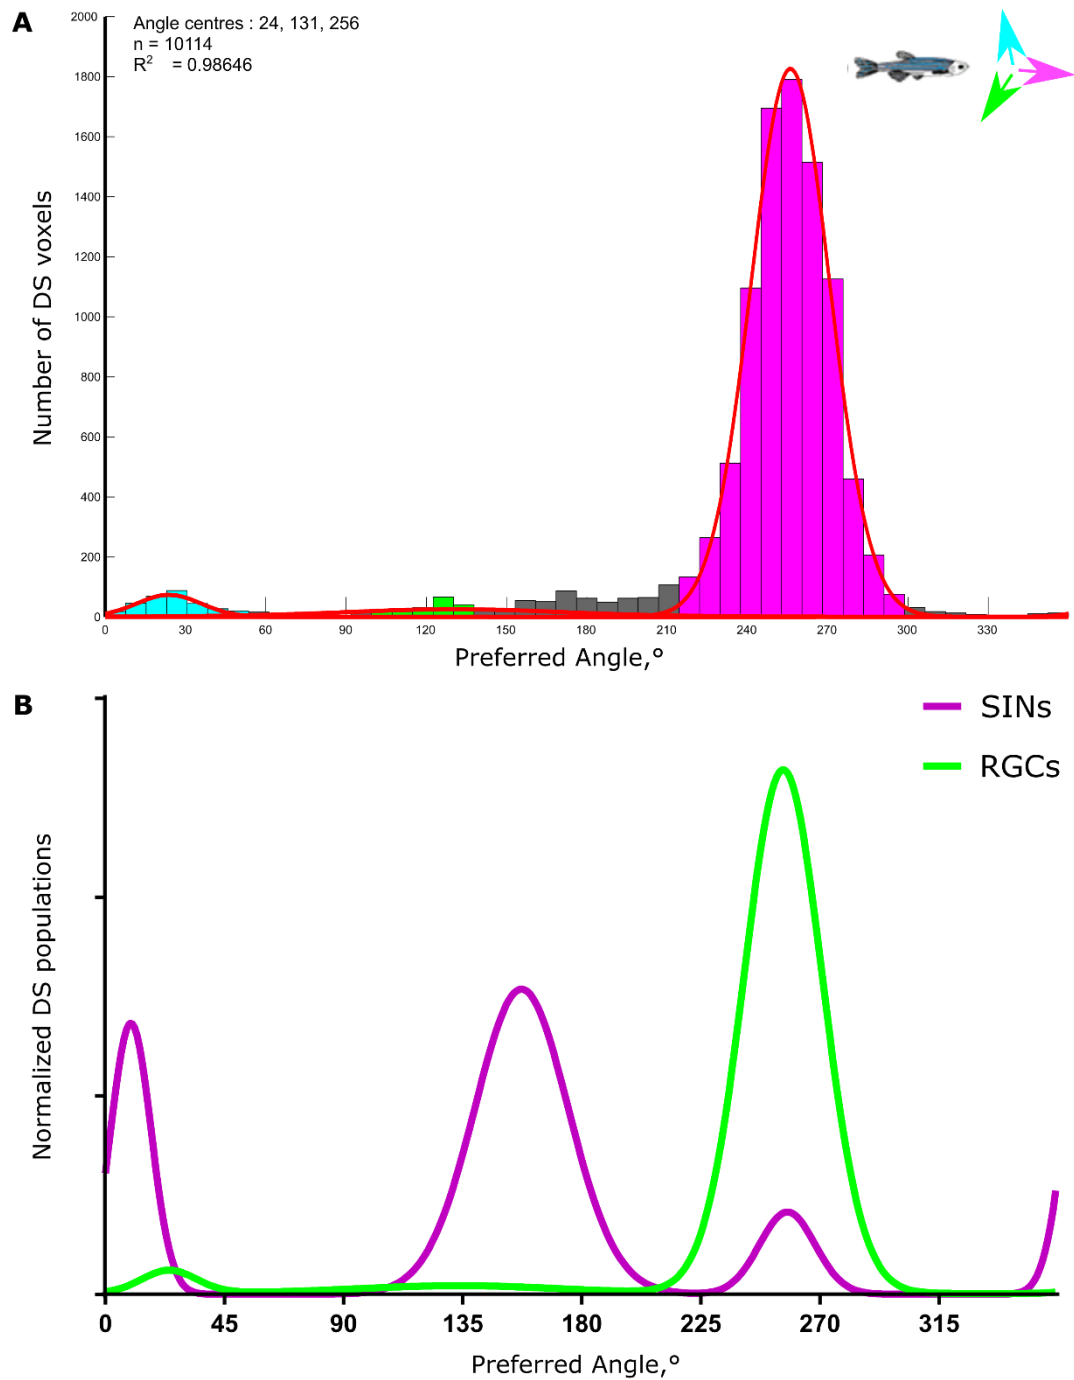 A
Angle centres : 24, 131, 256
n = 10114
R² = 0.98646
2000
1800
1600
1400
1200
1000
800
600
400
200
0
Number of DS voxels
0 30 60 90 120 150 180 210 240 270 300 330
Preferred Angle,°
B
SINs
RGCs
Normalized DS populations
0 45 90 135 180 225 270 315
Preferred Angle,°